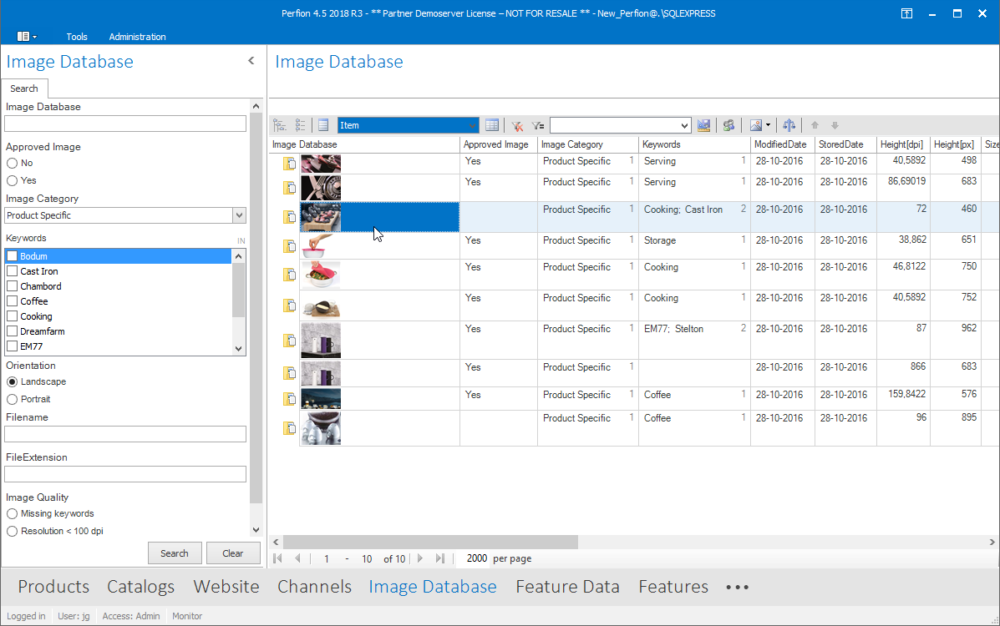 Perfion 4.5 2018 R3 - ** Partner Demoserver License – NOT FOR RESALE ** - New_Perfion@.\SQLEXPRESS
Tools Administration
Image Database
Search
Image Database
Approved Image
No
Yes
Image Category
Product Specific
Keywords IN
Bodum
Cast Iron
Chambord
Coffee
Cooking
Dreamfarm
EM77
Orientation
Landscape
Portrait
Filename
FileExtension
Image Quality
Missing keywords
Resolution < 100 dpi
Search Clear
Image Database
Item
Image Database Approved Image Image Category Keywords ModifiedDate StoredDate Height[dpi] Height[px] Size
Yes Product Specific 1 Serving 1 28-10-2016 28-10-2016 40,5892 498
Yes Product Specific 1 Serving 1 28-10-2016 28-10-2016 86,69019 683
Product Specific 1 Cooking; Cast Iron 2 28-10-2016 28-10-2016 72 460
Yes Product Specific 1 Storage 1 28-10-2016 28-10-2016 38,862 651
Yes Product Specific 1 Cooking 1 28-10-2016 28-10-2016 46,8122 750
Yes Product Specific 1 Cooking 1 28-10-2016 28-10-2016 40,5892 752
Yes Product Specific 1 EM77; Stelton 2 28-10-2016 28-10-2016 87 962
Yes Product Specific 1 28-10-2016 28-10-2016 866 683
Yes Product Specific 1 Coffee 1 28-10-2016 28-10-2016 159,8422 576
Product Specific 1 Coffee 1 28-10-2016 28-10-2016 96 895
1 - 10 of 10 2000 per page
Products Catalogs Website Channels Image Database Feature Data Features •••
Logged in User: jg Access: Admin Monitor